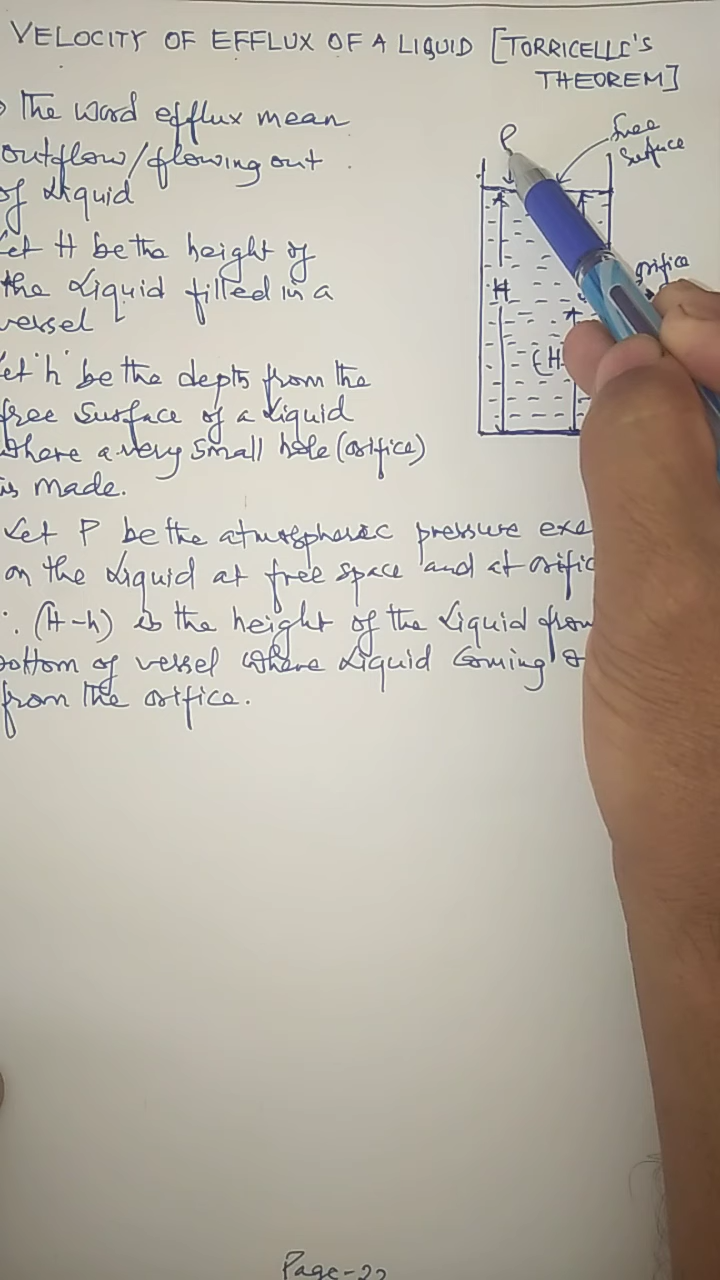 VELOCITY OF EFFLUX OF A LIQUID [TORRICELLI'S
THEOREM]
The word efflux mean
outflow/flowing out
of liquid
Let H be the height of
the liquid filled in a
vessel
Let 'h' be the depth from the
free surface of a liquid
where a very small hole (orifice)
is made.
Let P be the atmospheric pressure exe
on the liquid at free space and at orific
∴ (H-h) is the height of the liquid from
bottom of vessel where liquid coming o
from the orifice.
P
free
surface
orifice
H
(H
Page-22